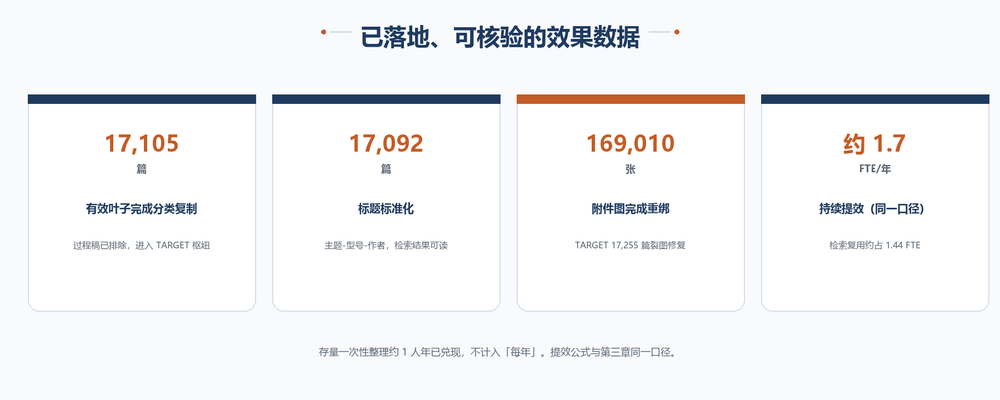 已落地、可核验的效果数据
17,105
篇
有效叶子完成分类复制
过程稿已排除，进入 TARGET 枢纽
17,092
篇
标题标准化
主题-型号-作者，检索结果可读
169,010
张
附件图完成重绑
TARGET 17,255 篇裂图修复
约 1.7
FTE/年
持续提效（同一口径）
检索复用约占 1.44 FTE
存量一次性整理约 1 人年已兑现，不计入「每年」。提效公式与第三章同一口径。